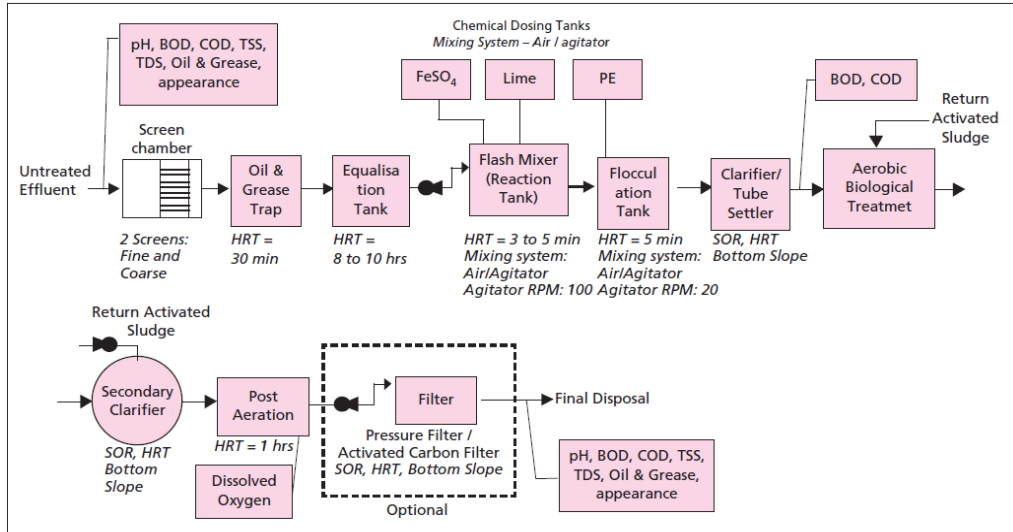 Chemical Dosing Tanks
Mixing System – Air / agitator
pH, BOD, COD, TSS,
TDS, Oil & Grease,
appearance
FeSO4
Lime
PE
BOD, COD
Return
Activated
Sludge
Screen
chamber
Untreated
Effluent
Oil &
Grease
Trap
Equalisa
tion
Tank
Flash Mixer
(Reaction
Tank)
Floccul
ation
Tank
Clarifier/
Tube
Settler
Aerobic
Biological
Treatmet
2 Screens:
Fine and
Coarse
HRT =
30 min
HRT =
8 to 10 hrs
HRT = 3 to 5 min
Mixing system:
Air/Agitator
Agitator RPM: 100
HRT = 5 min
Mixing system:
Air/Agitator
Agitator RPM: 20
SOR, HRT
Bottom Slope
Return Activated
Sludge
Secondary
Clarifier
Post
Aeration
Filter
Final Disposal
SOR, HRT
Bottom
Slope
HRT = 1 hrs
Pressure Filter /
Activated Carbon Filter
SOR, HRT, Bottom Slope
Dissolved
Oxygen
Optional
pH, BOD, COD, TSS,
TDS, Oil & Grease,
appearance